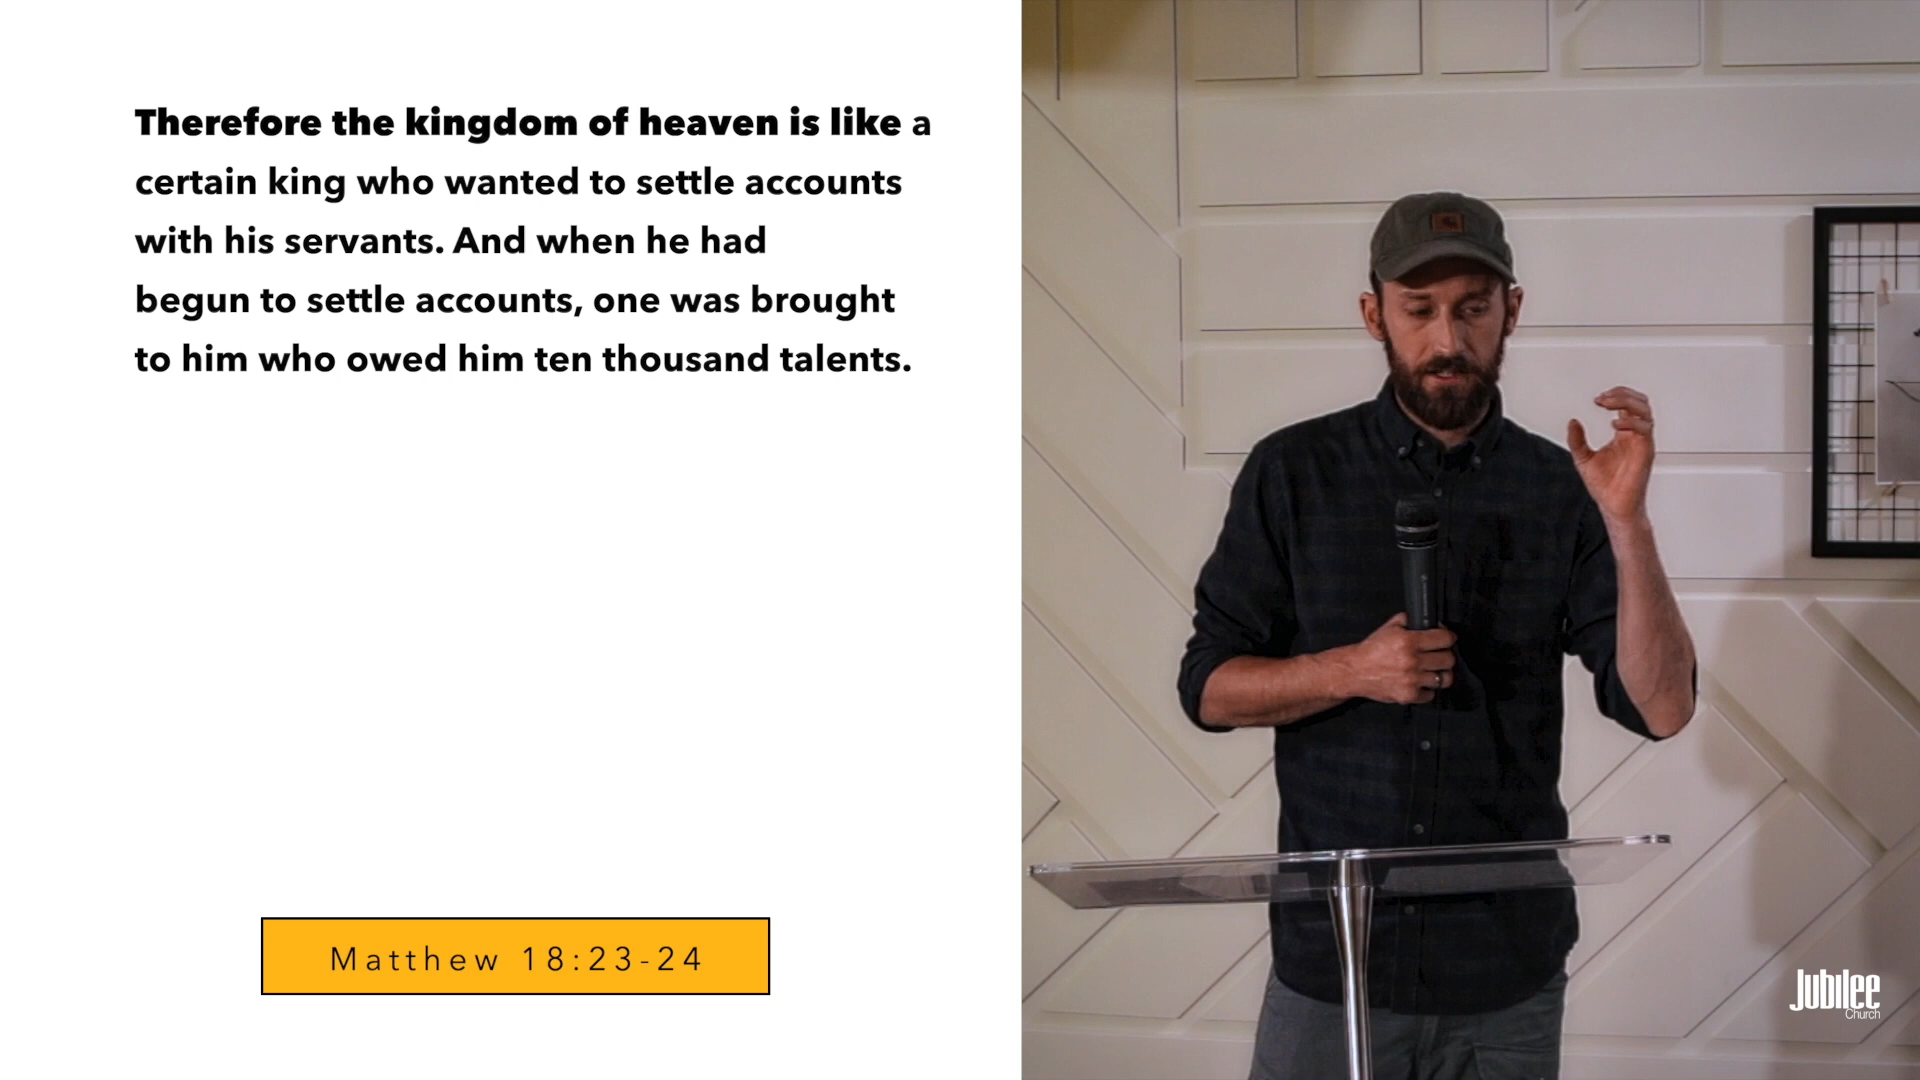 Therefore the kingdom of heaven is like a
certain king who wanted to settle accounts
with his servants. And when he had
begun to settle accounts, one was brought
to him who owed him ten thousand talents.
Matthew 18:23-24
Jubilee
Church